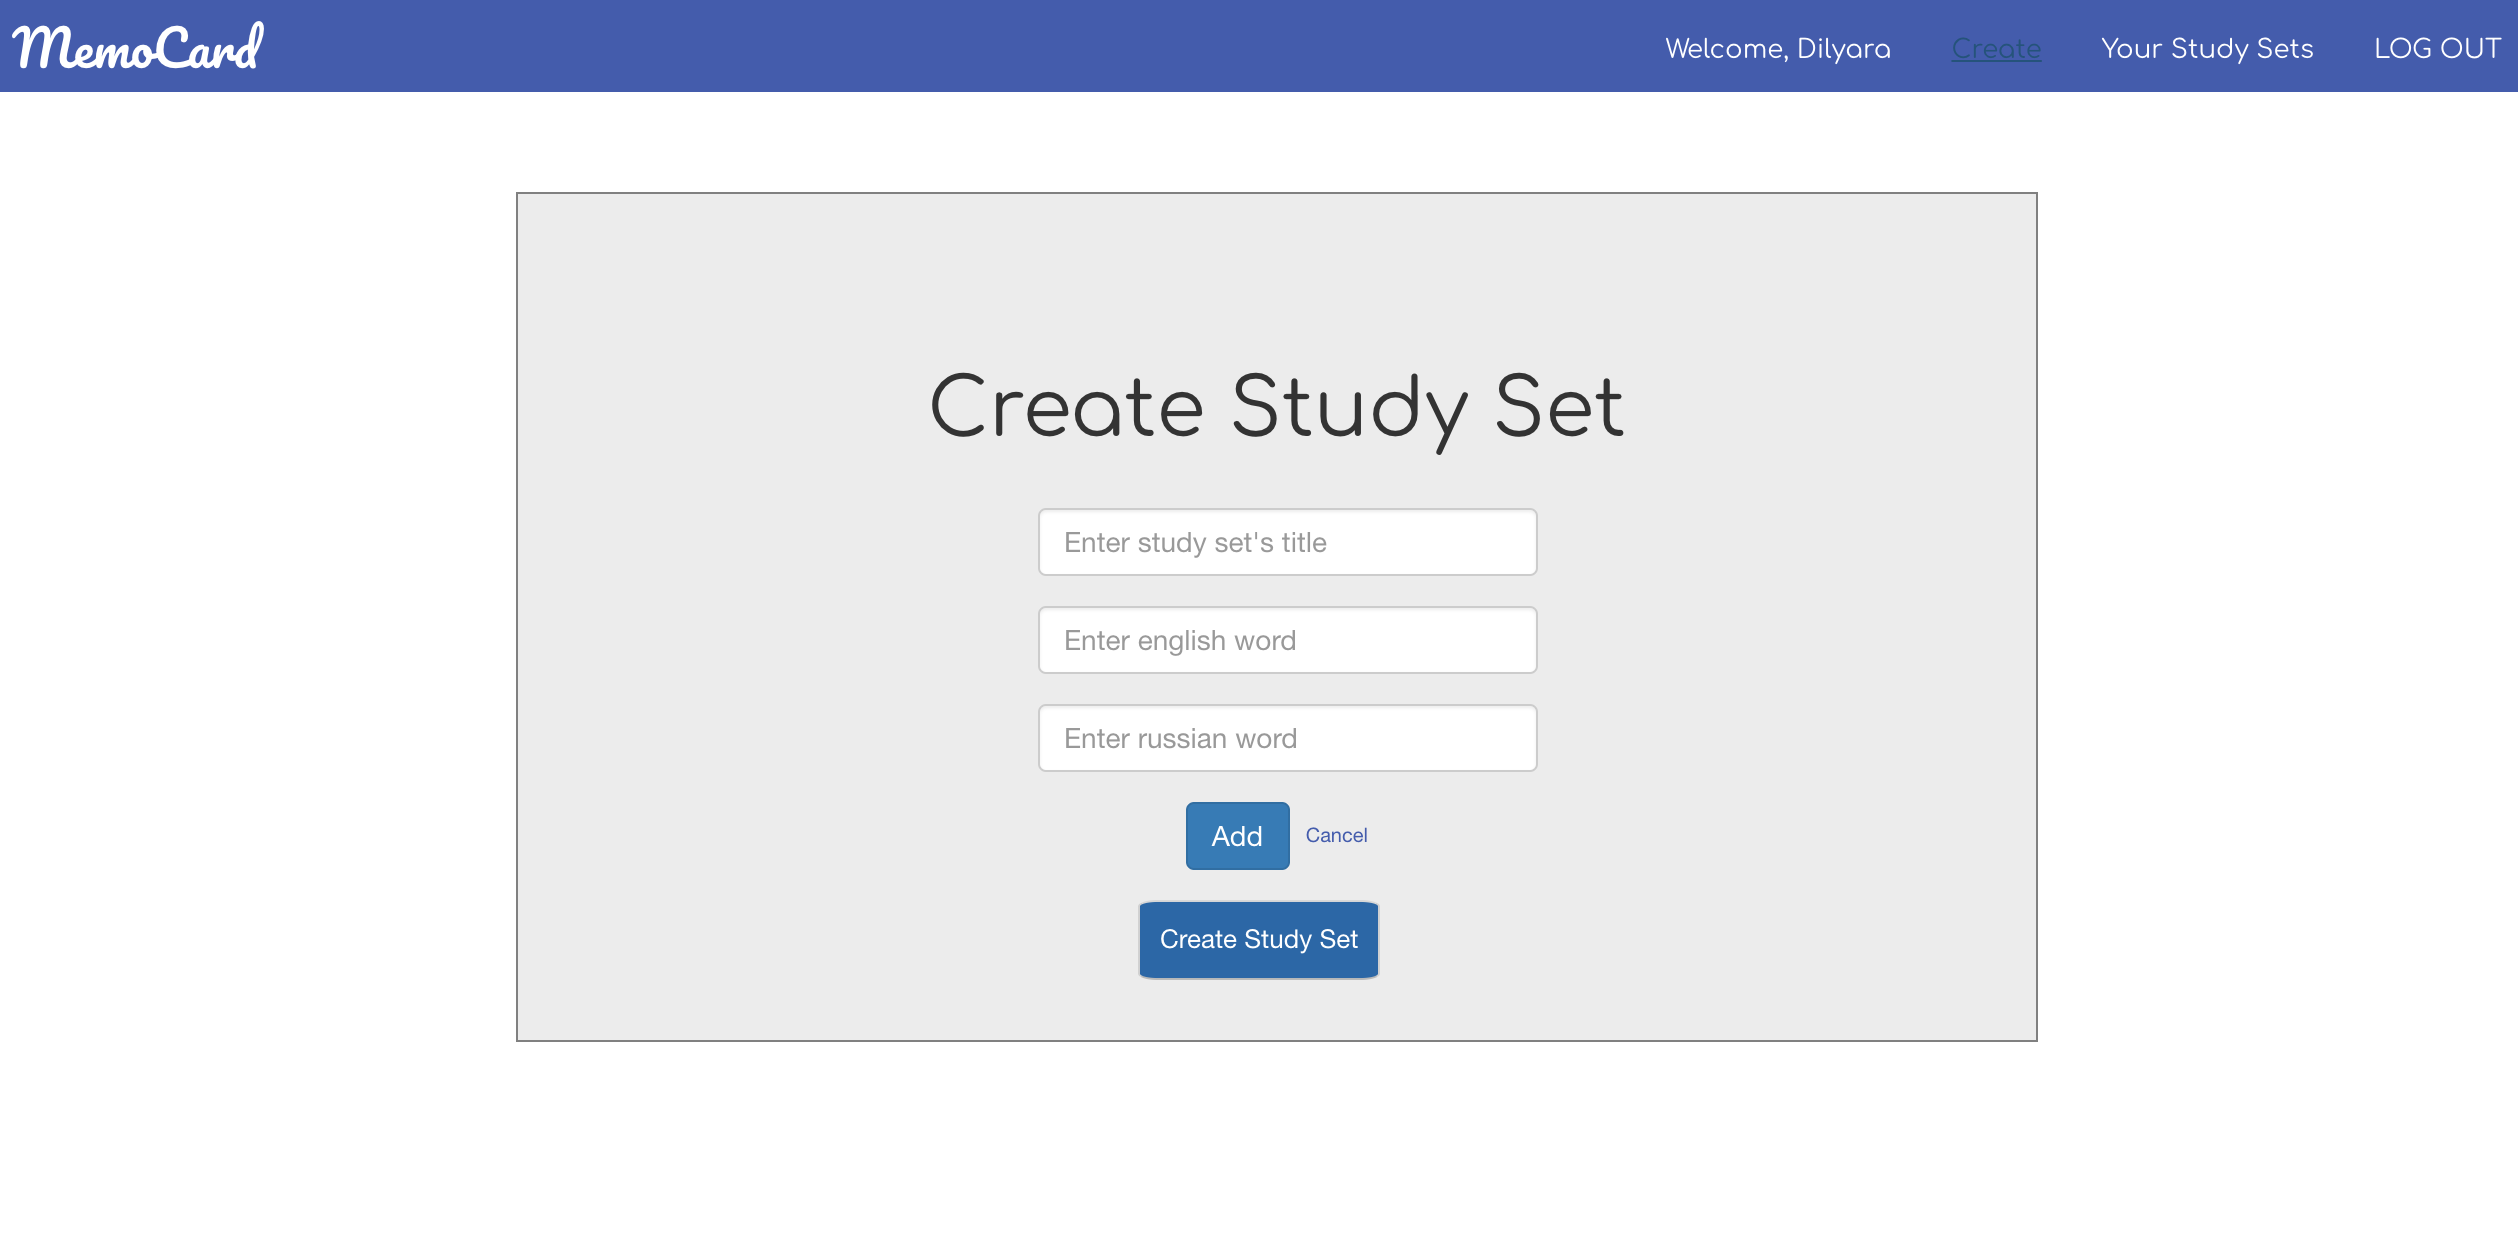 MemoCard
Welcome, Dilyara Create Your Study Sets LOG OUT
Create Study Set
Enter study set's title
Enter english word
Enter russian word
Add Cancel
Create Study Set